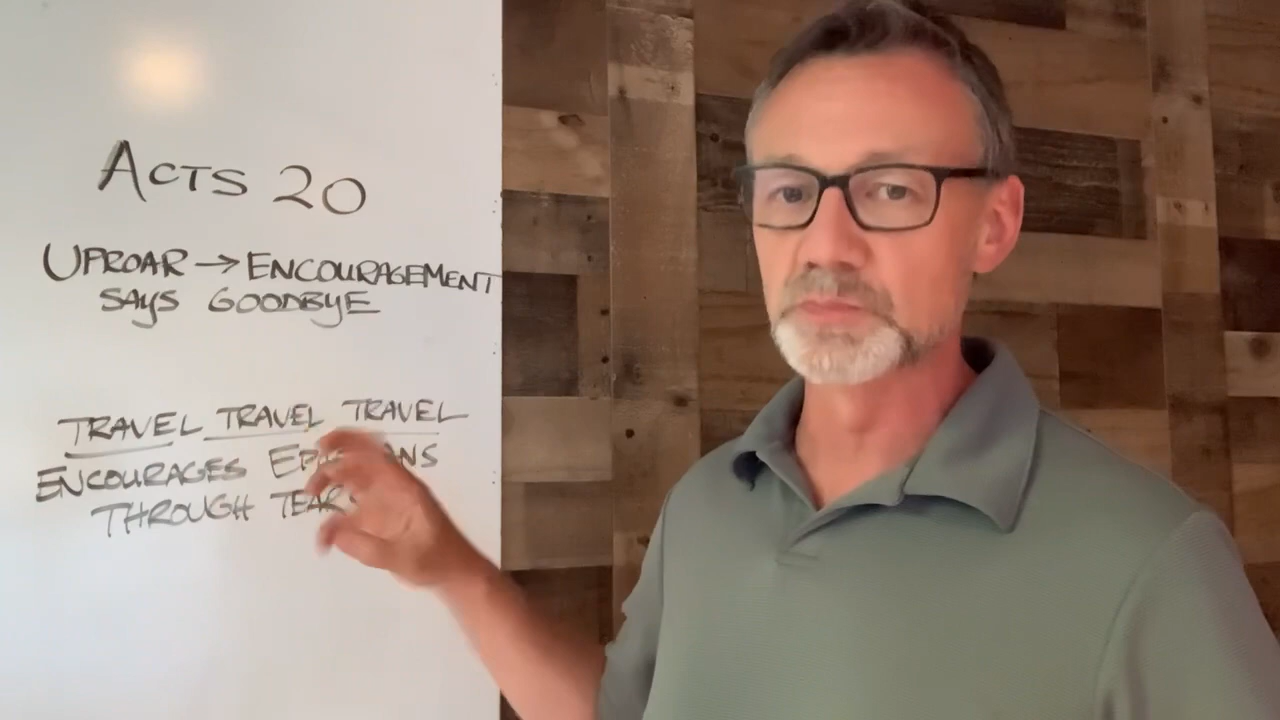 ACTS 20
UPROAR → ENCOURAGEMENT
SAYS GOODBYE
TRAVEL TRAVEL TRAVEL
ENCOURAGES
THROUGH